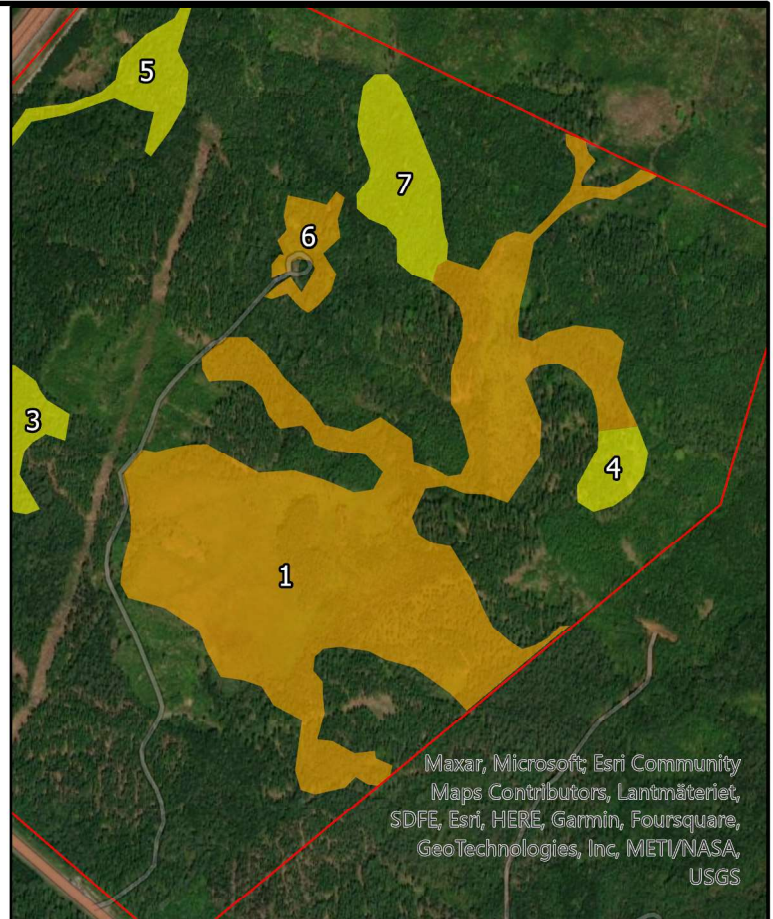 5
7
6
3
4
1
Maxar, Microsoft; Esri Community
Maps Contributors, Lantmäteriet,
SDFE, Esri, HERE, Garmin, Foursquare,
GeoTechnologies, Inc, METI/NASA,
USGS